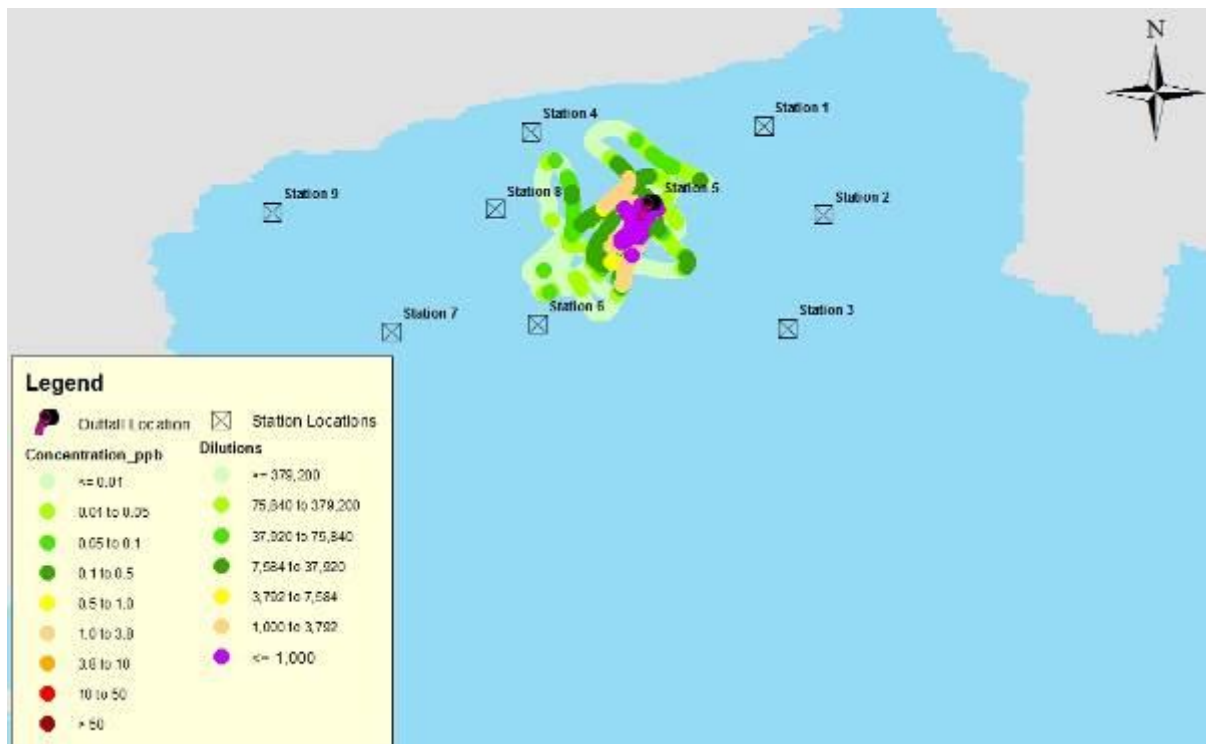 N
Station 4
Station 1
Station 5
Station 8
Station 2
Station 9
Station 6
Station 3
Station 7
Legend
Outfall Location
Station Locations
Concentration_ppb
Dilutions
<= 0.01
0.01 to 0.05
0.05 to 0.1
0.1 to 0.5
0.5 to 1.0
1.0 to 3.8
3.8 to 10
10 to 50
> 50
>= 379,200
75,840 to 379,200
37,920 to 75,840
7,584 to 37,920
3,792 to 7,584
1,000 to 3,792
<= 1,000